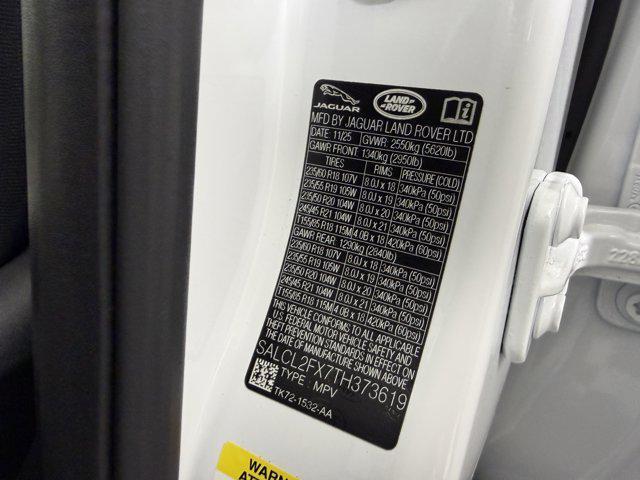 JAGUAR
LAND ROVER
MFD BY JAGUAR LAND ROVER LTD
DATE: 11/25 GVWR: 2550kg (5620lb)
GAWR FRONT 1340kg (2950lb)
TIRES RIMS PRESSURE (COLD)
235/60 R18 107V 8.0J x 18 340kPa (50psi)
235/55 R19 105W 8.0J x 19 340kPa (50psi)
235/50 R20 104W 8.0J x 20 340kPa (50psi)
245/45 R21 104W 8.0J x 21 340kPa (50psi)
T155/85 R18 115M 4.0B x 18 420kPa (60psi)
GAWR REAR 1290kg (2840lb)
235/60 R18 107V 8.0J x 18 340kPa (50psi)
235/55 R19 105W 8.0J x 19 340kPa (50psi)
235/50 R20 104W 8.0J x 20 340kPa (50psi)
245/45 R21 104W 8.0J x 21 340kPa (50psi)
T155/85 R18 115M 4.0B x 18 420kPa (60psi)
THIS VEHICLE CONFORMS TO ALL APPLICABLE
U.S. FEDERAL MOTOR VEHICLE SAFETY AND
THEFT PREVENTION STANDARDS IN EFFECT ON
THE DATE OF MANUFACTURE SHOWN ABOVE.
SALCL2FX7TH373619
TYPE: MPV
TK72-1532-AA